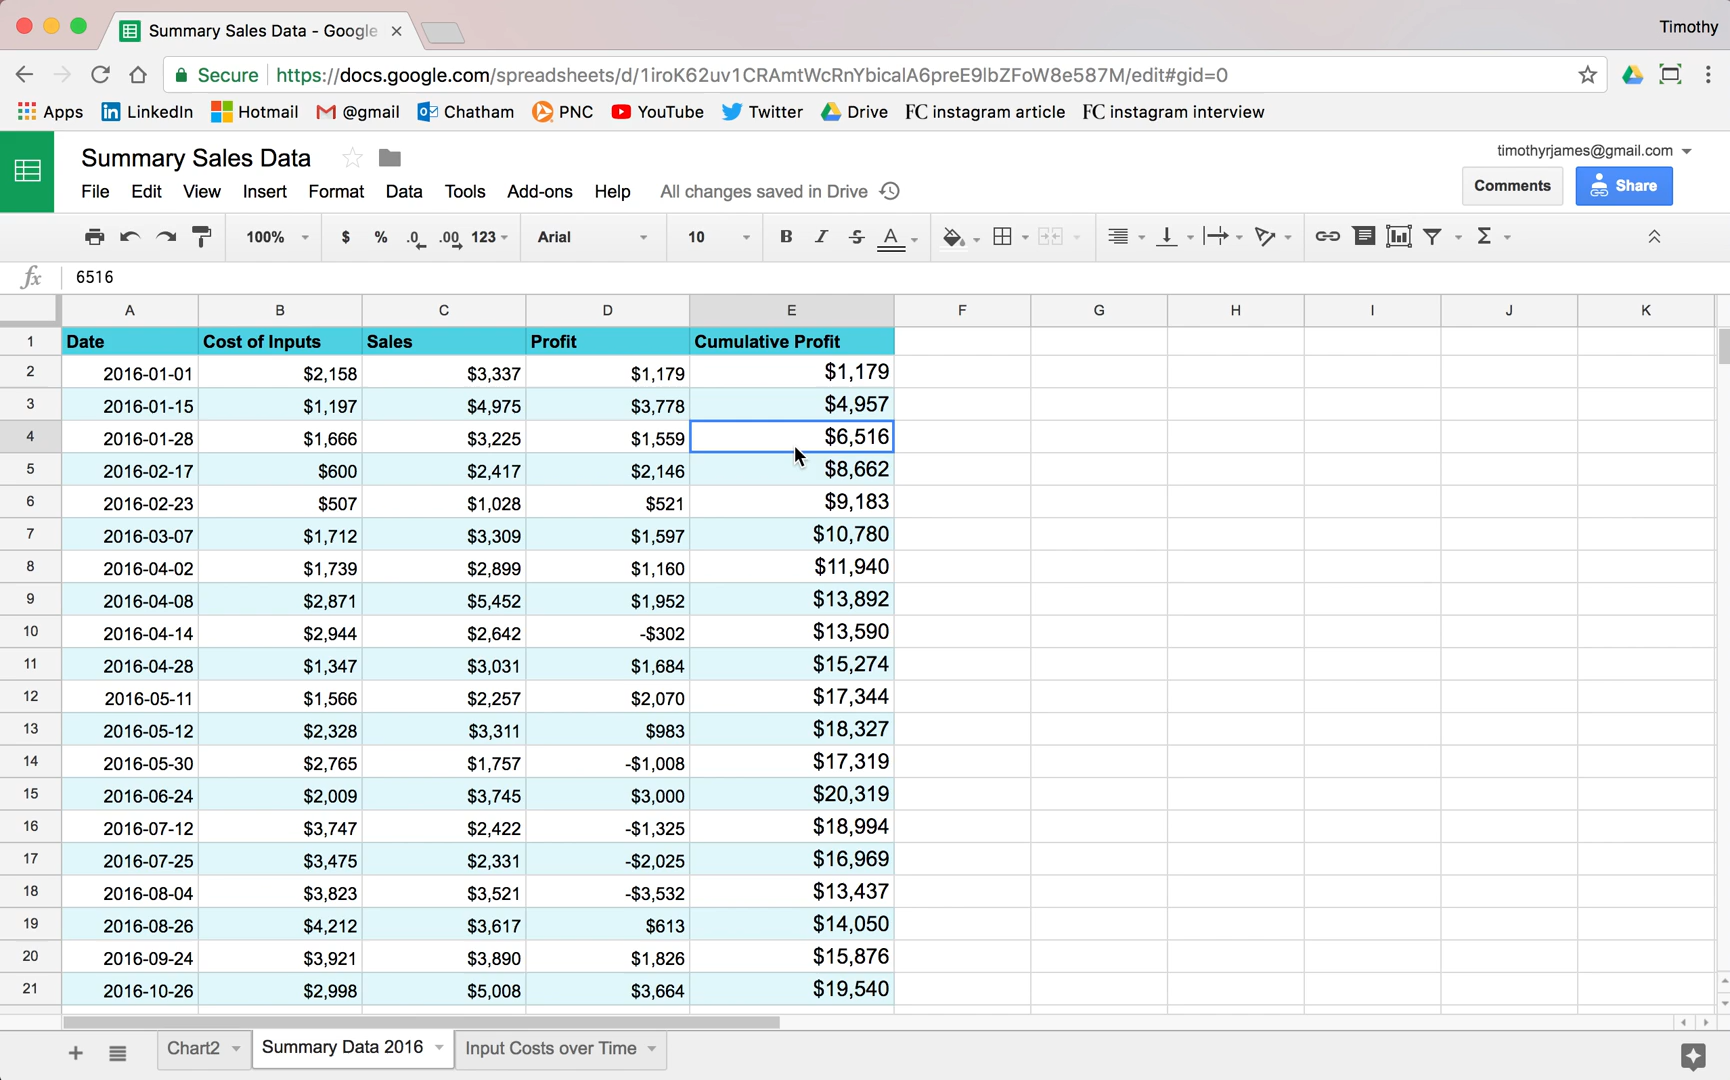 Summary Sales Data - Google
Timothy
Secure https://docs.google.com/spreadsheets/d/1iroK62uv1CRAmtWcRnYbicalA6preE9lbZFoW8e587M/edit#gid=0
Apps LinkedIn Hotmail @gmail Chatham PNC YouTube Twitter Drive FC instagram article FC instagram interview
Summary Sales Data
timothyrjames@gmail.com
File Edit View Insert Format Data Tools Add-ons Help All changes saved in Drive
Comments Share
100% $ % .0 .00 123 Arial 10 B I S A Σ
fx 6516
A B C D E F G H I J K
1 Date Cost of Inputs Sales Profit Cumulative Profit
2 2016-01-01 $2,158 $3,337 $1,179 $1,179
3 2016-01-15 $1,197 $4,975 $3,778 $4,957
4 2016-01-28 $1,666 $3,225 $1,559 $6,516
5 2016-02-17 $600 $2,417 $2,146 $8,662
6 2016-02-23 $507 $1,028 $521 $9,183
7 2016-03-07 $1,712 $3,309 $1,597 $10,780
8 2016-04-02 $1,739 $2,899 $1,160 $11,940
9 2016-04-08 $2,871 $5,452 $1,952 $13,892
10 2016-04-14 $2,944 $2,642 -$302 $13,590
11 2016-04-28 $1,347 $3,031 $1,684 $15,274
12 2016-05-11 $1,566 $2,257 $2,070 $17,344
13 2016-05-12 $2,328 $3,311 $983 $18,327
14 2016-05-30 $2,765 $1,757 -$1,008 $17,319
15 2016-06-24 $2,009 $3,745 $3,000 $20,319
16 2016-07-12 $3,747 $2,422 -$1,325 $18,994
17 2016-07-25 $3,475 $2,331 -$2,025 $16,969
18 2016-08-04 $3,823 $3,521 -$3,532 $13,437
19 2016-08-26 $4,212 $3,617 $613 $14,050
20 2016-09-24 $3,921 $3,890 $1,826 $15,876
21 2016-10-26 $2,998 $5,008 $3,664 $19,540
Chart2 Summary Data 2016 Input Costs over Time